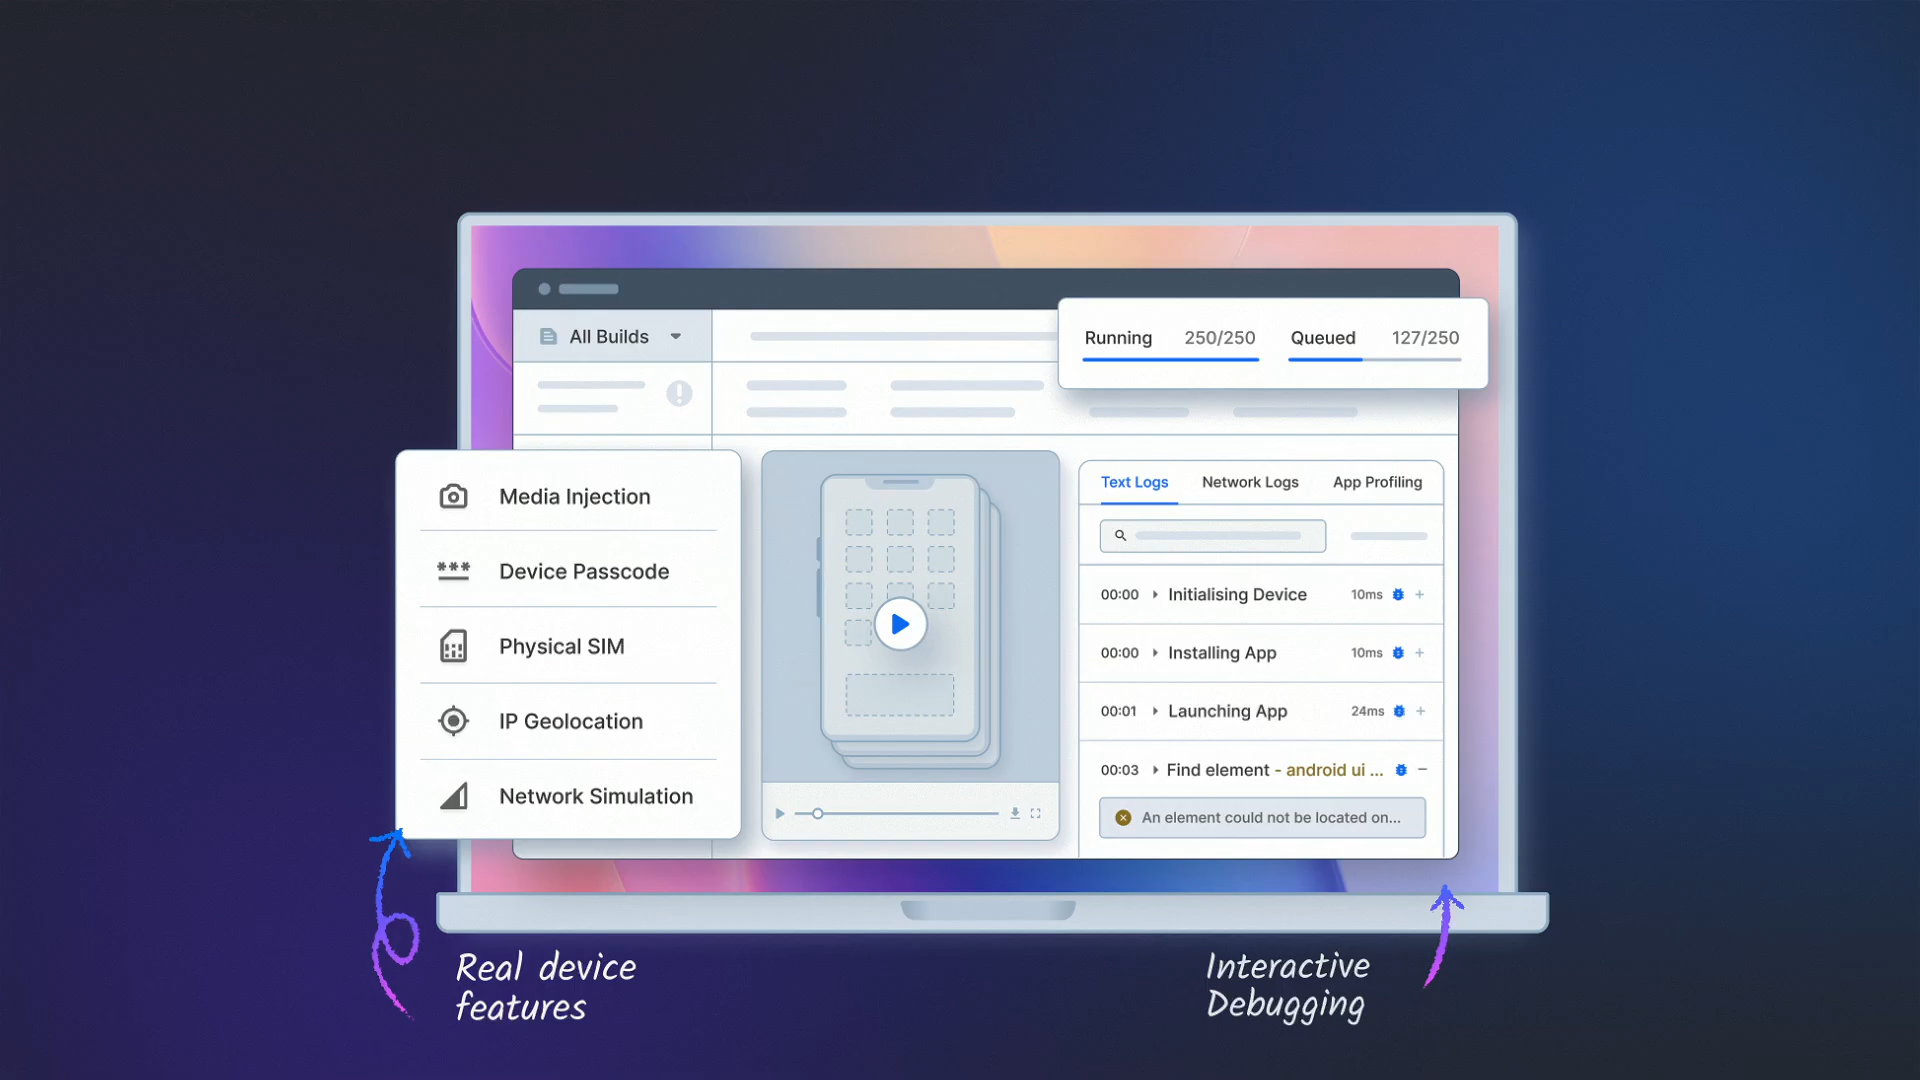 All Builds
Running 250/250 Queued 127/250
Media Injection
Device Passcode
Physical SIM
IP Geolocation
Network Simulation
Text Logs Network Logs App Profiling
00:00 Initialising Device 10ms
00:00 Installing App 10ms
00:01 Launching App 24ms
00:03 Find element - android ui ...
An element could not be located on...
Real device
features
Interactive
Debugging